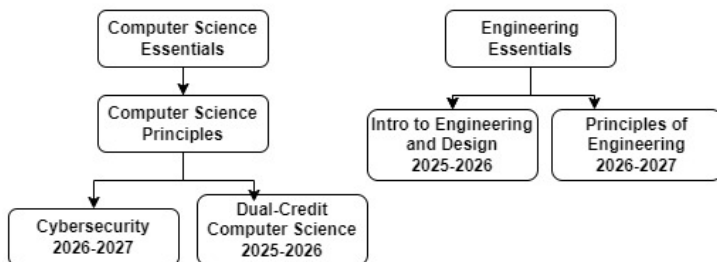 Computer Science
Essentials
Engineering
Essentials
Computer Science
Principles
Intro to Engineering
and Design
2025-2026
Principles of
Engineering
2026-2027
Cybersecurity
2026-2027
Dual-Credit
Computer Science
2025-2026